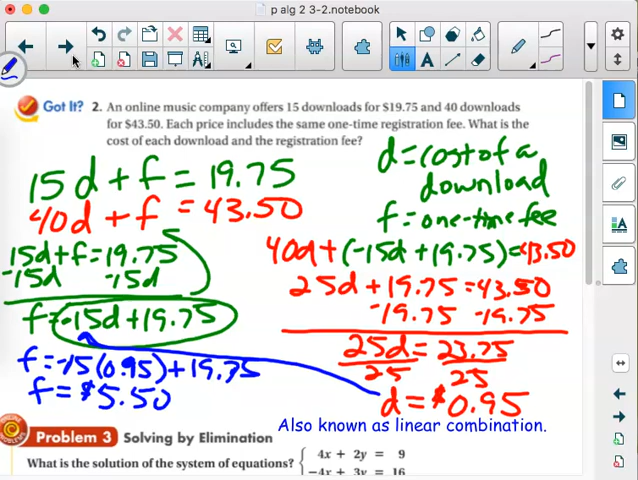 p alg 2 3-2.notebook
Got It? 2. An online music company offers 15 downloads for $19.75 and 40 downloads
for $43.50. Each price includes the same one-time registration fee. What is the
cost of each download and the registration fee?
15d + f = 19.75
40d + f = 43.50
d = cost of a
download
f = one-time fee
15d + f = 19.75
-15d -15d
f = -15d + 19.75
f = -15(0.95) + 19.75
f = $5.50
40d + (-15d + 19.75) = 43.50
25d + 19.75 = 43.50
-19.75 -19.75
25d = 23.75
25 25
d = $0.95
Also known as linear combination.
Problem 3 Solving by Elimination
What is the solution of the system of equations? { 4x + 2y = 9
-4x + 3y = 16